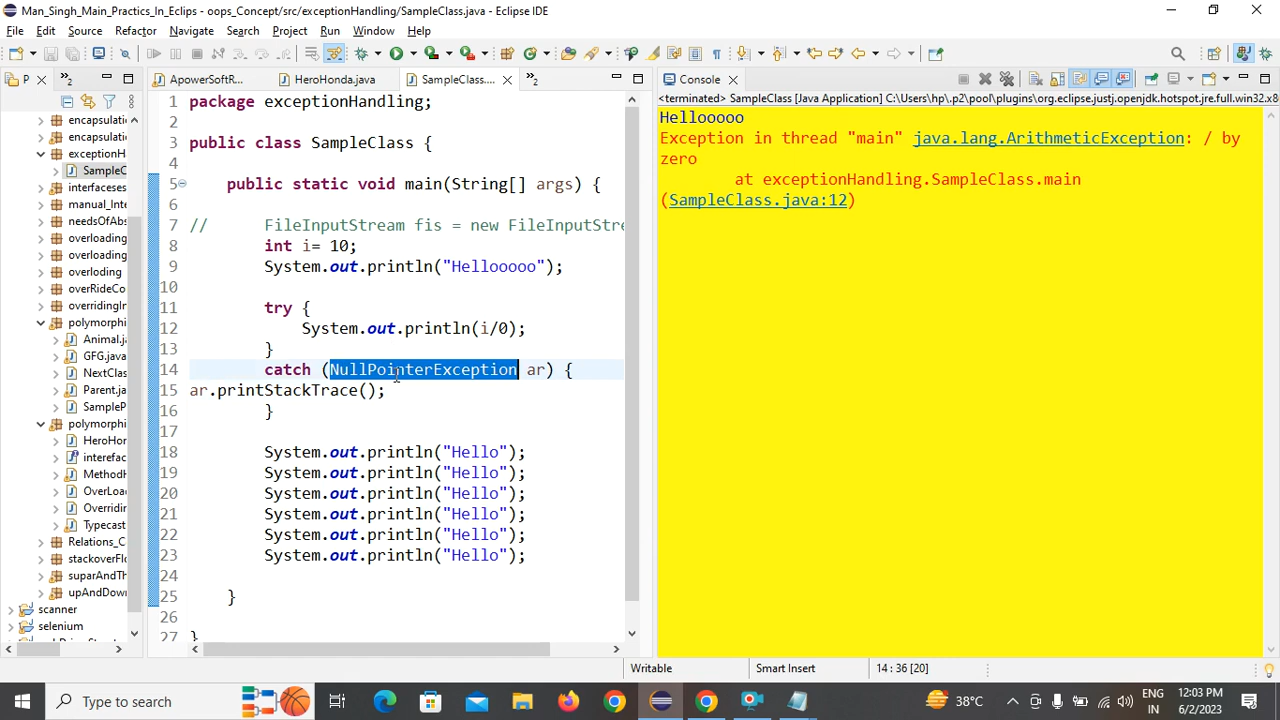 Man_Singh_Main_Practics_In_Eclips - oops_Concept/src/exceptionHandling/SampleClass.java - Eclipse IDE
File Edit Source Refactor Navigate Search Project Run Window Help
P
ApowerSoftR...
HeroHonda.java
SampleClass....
Console
encapsulati
encapsulati
exceptionH
SampleC
interfaceses
manual_Inte
needsOfAbs
overloading
overloading
overloding
overRideCo
overridingIn
polymorphi
Animal.j
GFG.java
NextClas
Parent.ja
SampleP
polymorphi
HeroHon
interefac
MethodH
OverLoa
Overridin
Typecast
Relations_C
stackoverFl
suparAndTh
upAndDown
scanner
selenium
1 package exceptionHandling;
2
3 public class SampleClass {
4
5 public static void main(String[] args) {
6
7 // FileInputStream fis = new FileInputStre
8 int i= 10;
9 System.out.println("Hellooooo");
10
11 try {
12 System.out.println(i/0);
13 }
14 catch (NullPointerException ar) {
15 ar.printStackTrace();
16 }
17
18 System.out.println("Hello");
19 System.out.println("Hello");
20 System.out.println("Hello");
21 System.out.println("Hello");
22 System.out.println("Hello");
23 System.out.println("Hello");
24
25 }
26
27 }
<terminated> SampleClass [Java Application] C:\Users\hp\.p2\pool\plugins\org.eclipse.justj.openjdk.hotspot.jre.full.win32.x8
Hellooooo
Exception in thread "main" java.lang.ArithmeticException: / by
zero
at exceptionHandling.SampleClass.main
(SampleClass.java:12)
Writable
Smart Insert
14 : 36 [20]
Type here to search
38°C
ENG
IN
12:03 PM
6/2/2023